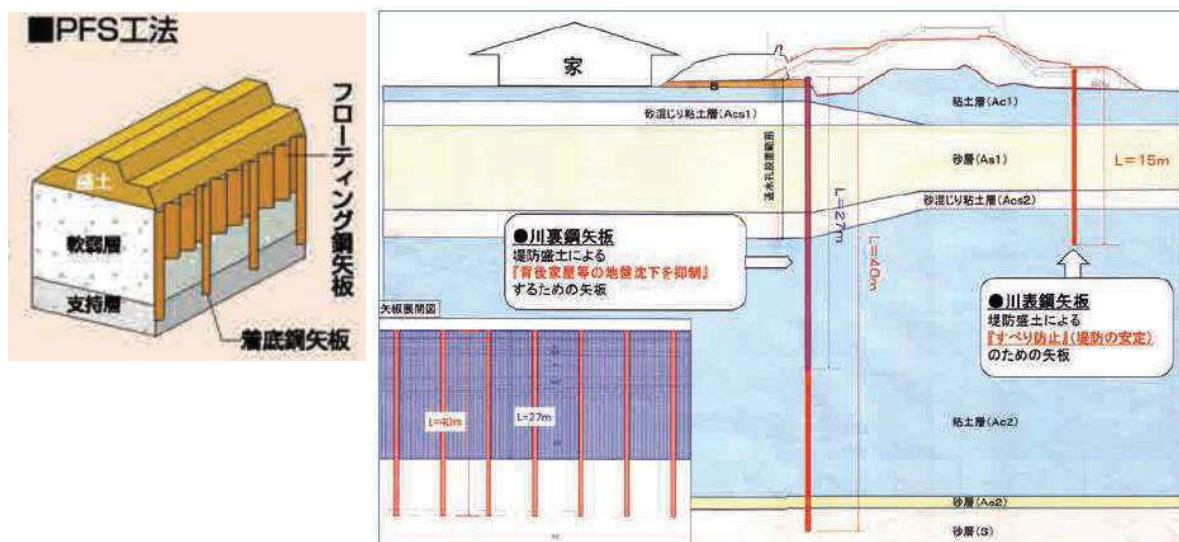 ■PFS工法
盛土
軟弱層
支持層
フローティング鋼矢板
着底鋼矢板
家
B
粘土層(Ac1)
砂混じり粘土層(Acs1)
砂層(As1)
砂混じり粘土層(Acs2)
L=15m
L=27m
L=40m
●川裏鋼矢板
堤防盛土による
『背後家屋等の地盤沈下を抑制』
するための矢板
●川表鋼矢板
堤防盛土による
『すべり防止』(堤防の安定)
のための矢板
矢板展開図
L=40m
L=27m
粘土層(Ac2)
砂層(As2)
砂層(S)